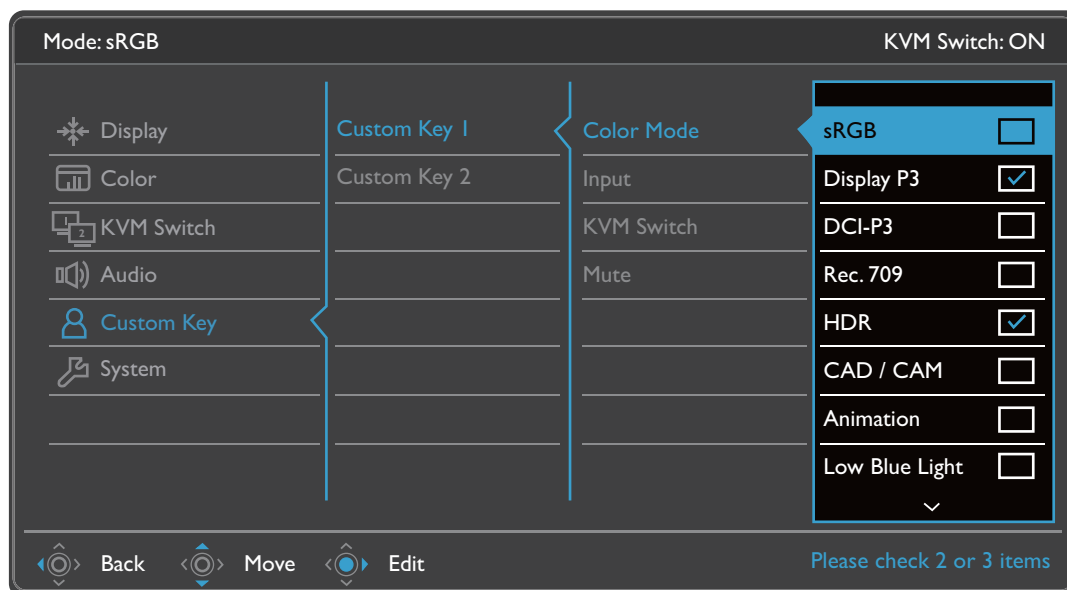 Mode: sRGB
KVM Switch: ON
Display
Color
1
2
KVM Switch
Audio
Custom Key
System
Custom Key 1
Custom Key 2
Color Mode
Input
KVM Switch
Mute
sRGB
Display P3
DCI-P3
Rec. 709
HDR
CAD / CAM
Animation
Low Blue Light
Back
Move
Edit
Please check 2 or 3 items